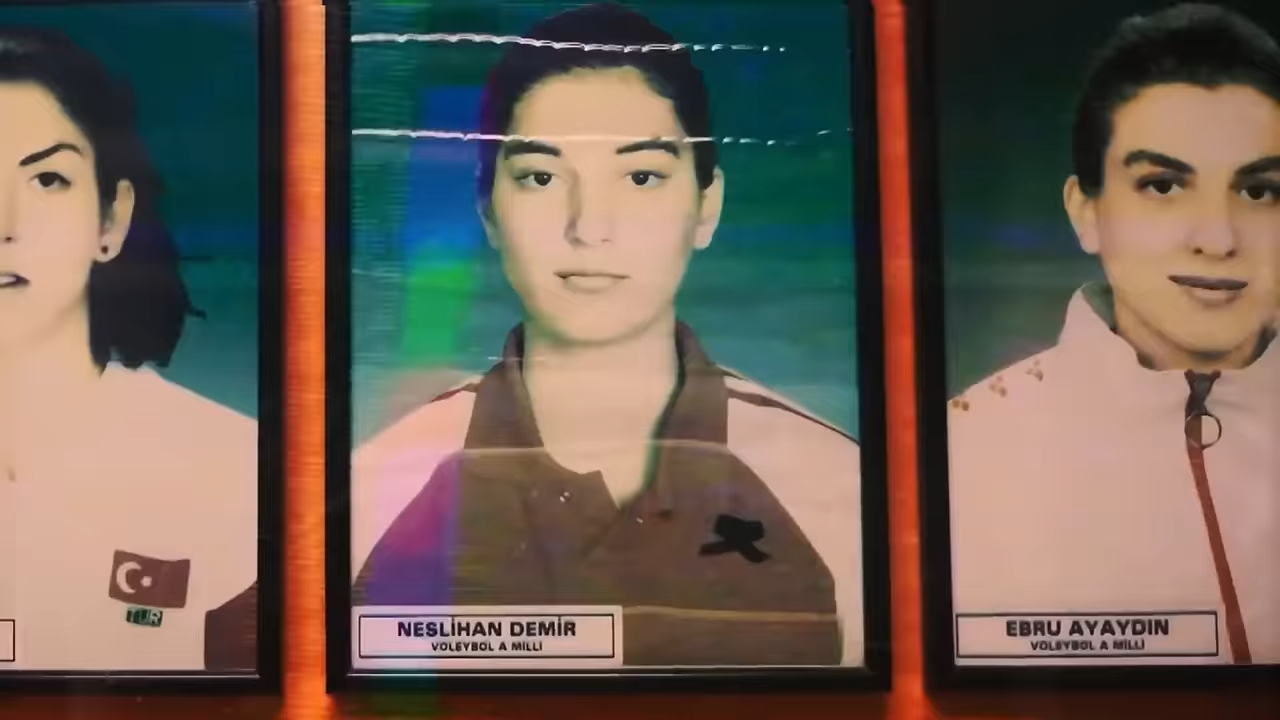 TUR
NESLİHAN DEMİR
VOLEYBOL A MİLLİ
EBRU AYAYDIN
VOLEYBOL A MİLLİ